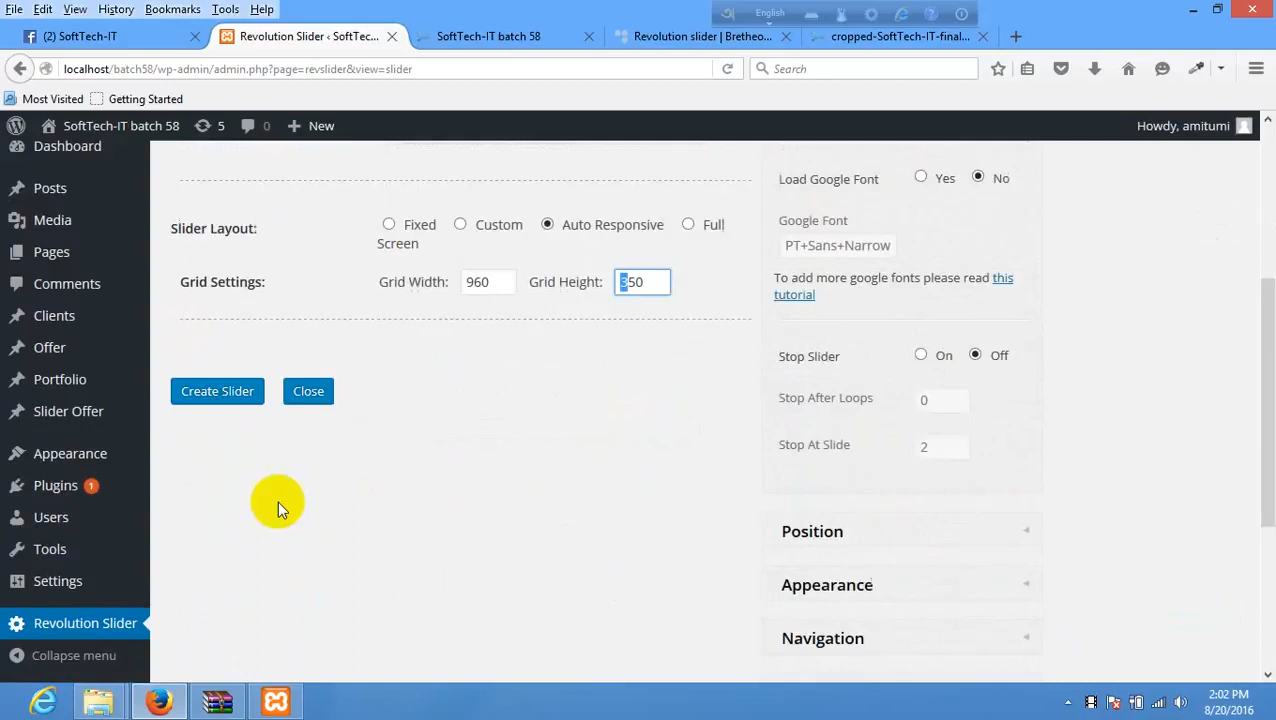 File Edit View History Bookmarks Tools Help
English
(2) SoftTech-IT
Revolution Slider ‹ SoftTec...
SoftTech-IT batch 58
Revolution slider | Bretheo...
cropped-SoftTech-IT-final...
localhost/batch58/wp-admin/admin.php?page=revslider&view=slider
Search
Most Visited Getting Started
SoftTech-IT batch 58 5 0 New
Howdy, amitumi
Dashboard
Posts
Media
Pages
Comments
Clients
Offer
Portfolio
Slider Offer
Appearance
Plugins 1
Users
Tools
Settings
Revolution Slider
Collapse menu
Slider Layout: Fixed Custom Auto Responsive Full
Screen
Grid Settings: Grid Width: 960 Grid Height: 350
Create Slider Close
Load Google Font Yes No
Google Font
PT+Sans+Narrow
To add more google fonts please read this
tutorial
Stop Slider On Off
Stop After Loops 0
Stop At Slide 2
Position
Appearance
Navigation
2:02 PM
8/20/2016